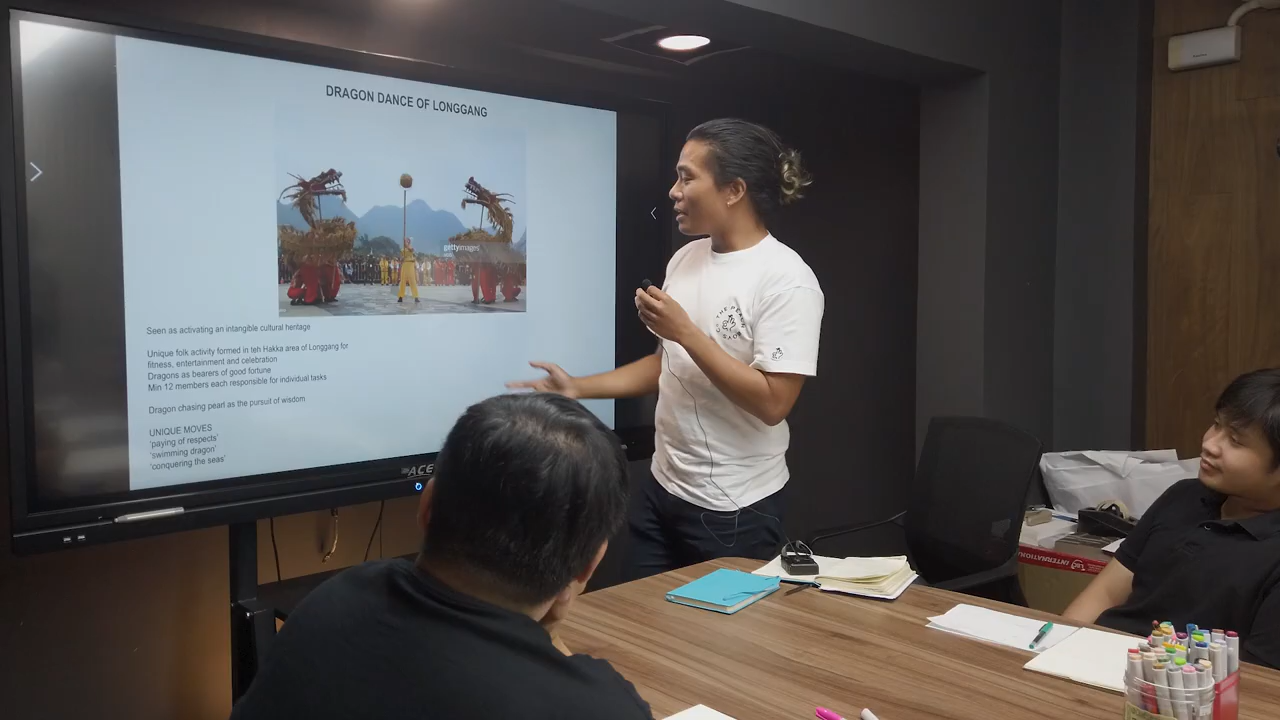 DRAGON DANCE OF LONGGANG
gettyimages
Seen as activating an intangible cultural heritage
Unique folk activity formed in teh Hakka area of Longgang for
fitness, entertainment and celebration
Dragons as bearers of good fortune
Min 12 members each responsible for individual tasks
Dragon chasing pearl as the pursuit of wisdom
UNIQUE MOVES
'paying of respects'
'swimming dragon'
'conquering the seas'
ACE
THE
INTERNATIONAL